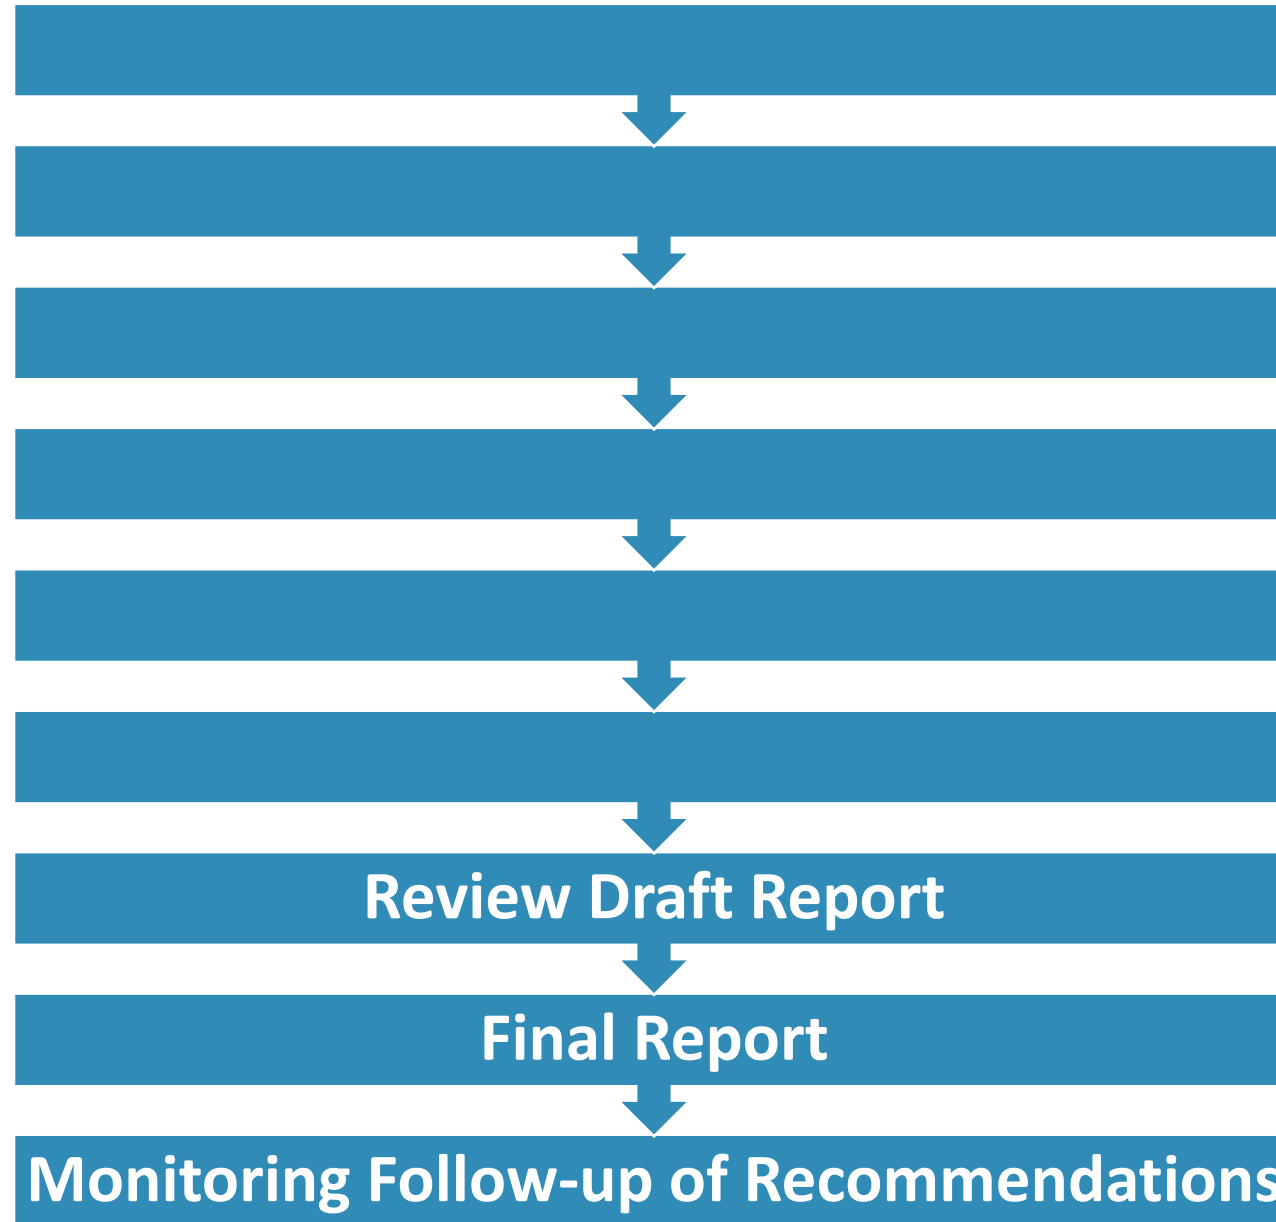 Review Draft Report
Final Report
Monitoring Follow-up of Recommendations